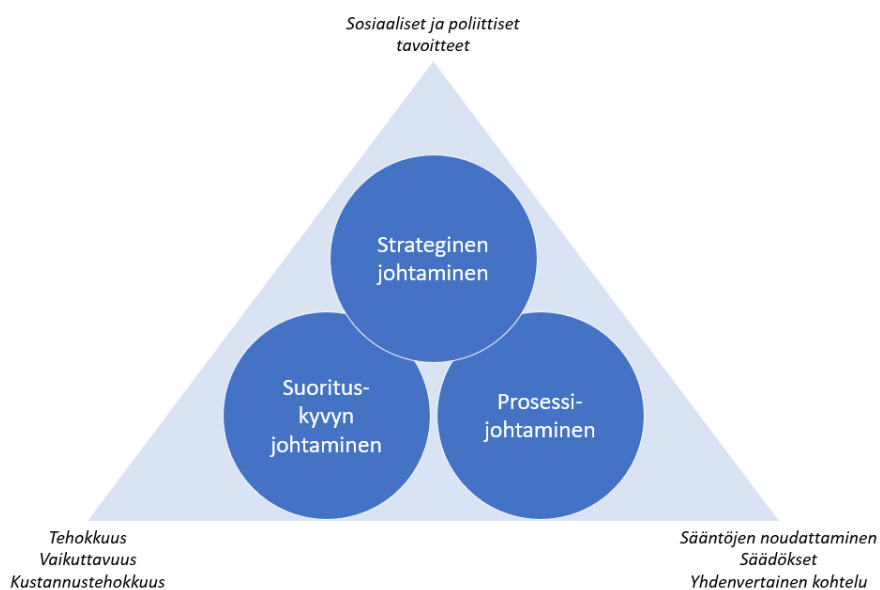 Sosiaaliset ja poliittiset
tavoitteet
Strateginen
johtaminen
Suoritus-
kyvyn
johtaminen
Prosessi-
johtaminen
Tehokkuus
Vaikuttavuus
Kustannustehokkuus
Sääntöjen noudattaminen
Säädökset
Yhdenvertainen kohtelu